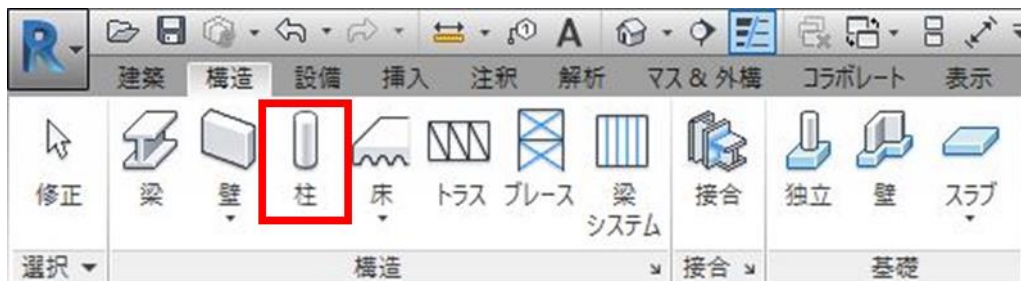 R A
建築 構造 設備 挿入 注釈 解析 マス & 外構 コラボレート 表示
修正 梁 壁 柱 床 トラス ブレース 梁 接合 独立 壁 スラブ
システム
選択 構造 接合 基礎